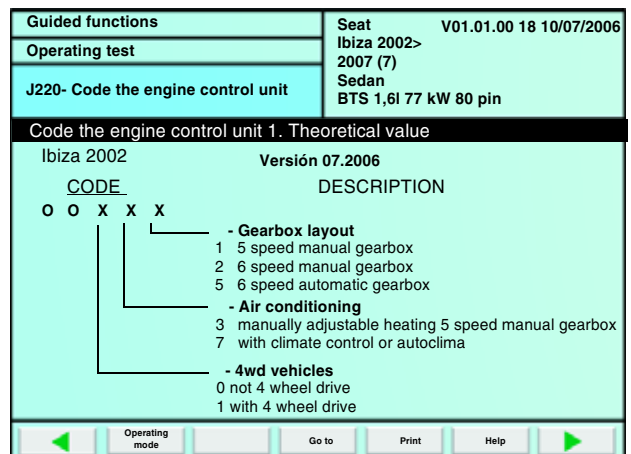 Guided functions
Operating test
J220- Code the engine control unit
Seat V01.01.00 18 10/07/2006
Ibiza 2002>
2007 (7)
Sedan
BTS 1,6l 77 kW 80 pin
Code the engine control unit 1. Theoretical value
Ibiza 2002
Versión 07.2006
CODE DESCRIPTION
O O X X X
- Gearbox layout
1 5 speed manual gearbox
2 6 speed manual gearbox
5 6 speed automatic gearbox
- Air conditioning
3 manually adjustable heating 5 speed manual gearbox
7 with climate control or autoclima
- 4wd vehicles
0 not 4 wheel drive
1 with 4 wheel drive
Operating
mode
Go to
Print
Help